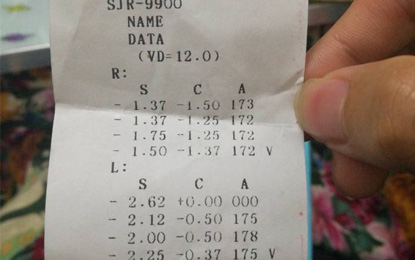 SJR-9900
NAME
DATA
(VD=12.0)
R:
S C A
- 1.37 -1.50 173
- 1.37 -1.25 172
- 1.75 -1.25 172
- 1.50 -1.37 172 V
L:
S C A
- 2.62 +0.00 000
- 2.12 -0.50 175
- 2.00 -0.50 178
- 2.25 -0.37 175 V